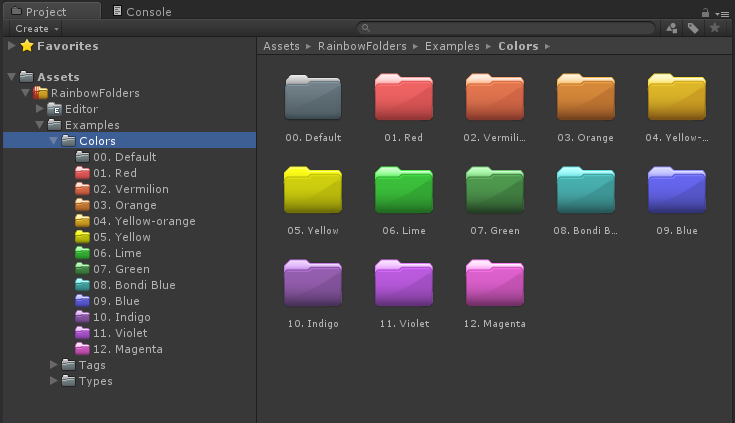 Project
Console
Create
Favorites
Assets
RainbowFolders
Editor
Examples
Colors
00. Default
01. Red
02. Vermilion
03. Orange
04. Yellow-orange
05. Yellow
06. Lime
07. Green
08. Bondi Blue
09. Blue
10. Indigo
11. Violet
12. Magenta
Tags
Types
Assets ▸ RainbowFolders ▸ Examples ▸ Colors ▸
00. Default
01. Red
02. Vermili...
03. Orange
04. Yellow-...
05. Yellow
06. Lime
07. Green
08. Bondi B...
09. Blue
10. Indigo
11. Violet
12. Magenta